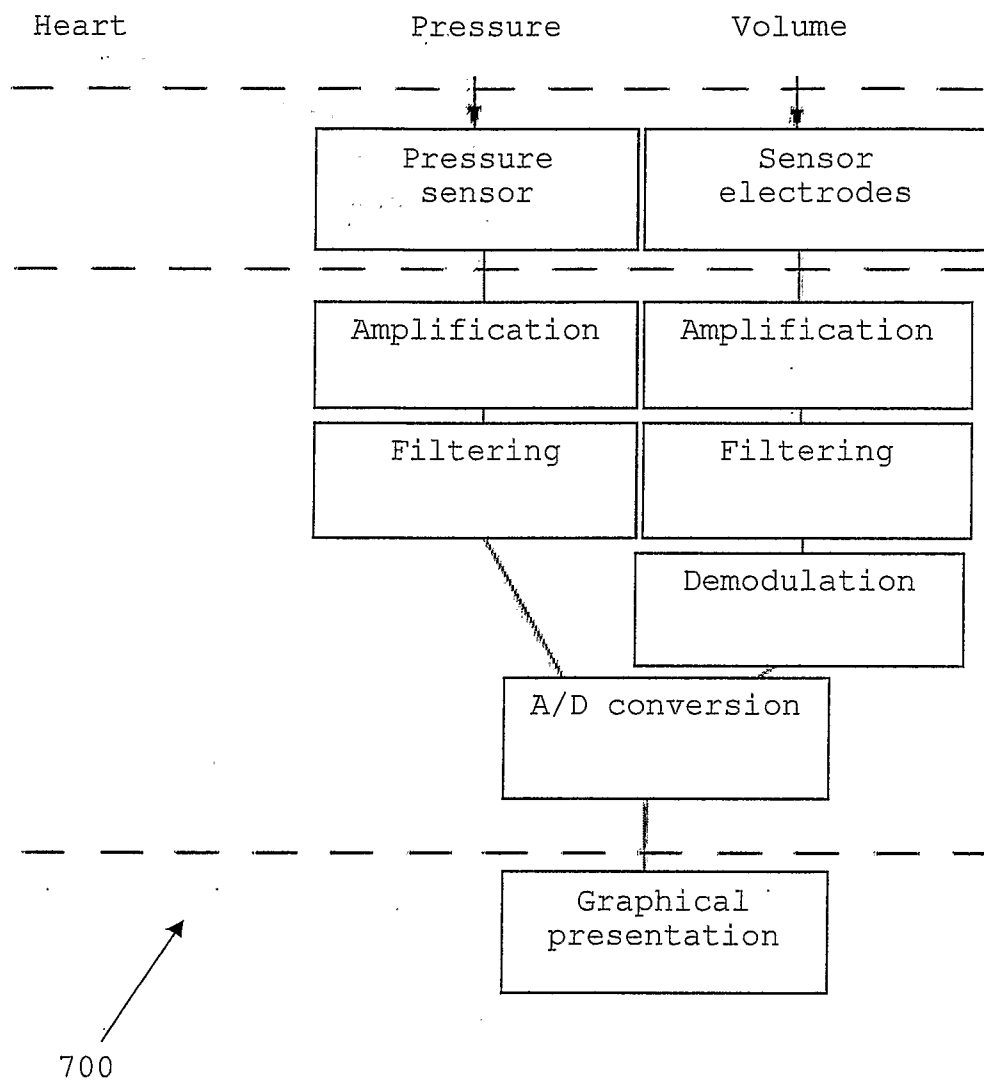 Heart Pressure Volume
Pressure
sensor
Sensor
electrodes
Amplification
Amplification
Filtering
Filtering
Demodulation
A/D conversion
Graphical
presentation
700